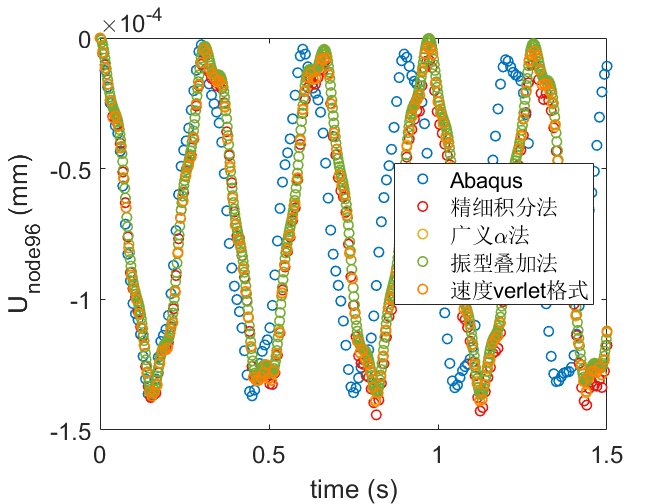 ×10⁻⁴
0
-0.5
-1
-1.5
U_node96 (mm)
0
0.5
1
1.5
time (s)
Abaqus
精细积分法
广义α法
振型叠加法
速度verlet格式